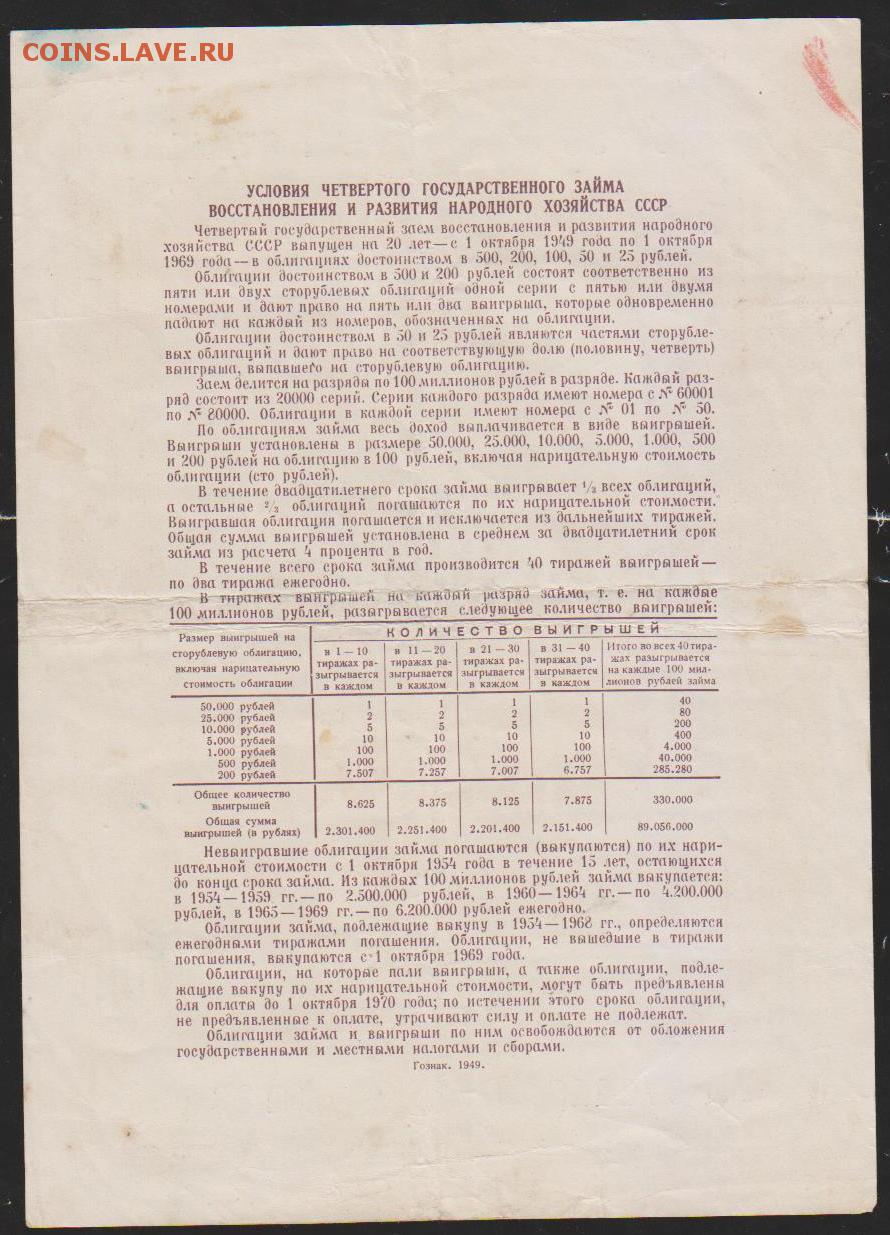 COINS.LAVE.RU
УСЛОВИЯ ЧЕТВЕРТОГО ГОСУДАРСТВЕННОГО ЗАЙМА
ВОССТАНОВЛЕНИЯ И РАЗВИТИЯ НАРОДНОГО ХОЗЯЙСТВА СССР
Четвертый государственный заем восстановления и развития народного
хозяйства СССР выпущен на 20 лет—с 1 октября 1949 года по 1 октября
1969 года—в облигациях достоинством в 500, 200, 100, 50 и 25 рублей.
Облигации достоинством в 500 и 200 рублей состоят соответственно из
пяти или двух сторублевых облигаций одной серии с пятью или двумя
номерами и дают право на пять или два выигрыша, которые одновременно
падают на каждый из номеров, обозначенных на облигации.
Облигации достоинством в 50 и 25 рублей являются частями сторубле-
вых облигаций и дают право на соответствующую долю (половину, четверть)
выигрыша, выпавшего на сторублевую облигацию.
Заем делится на разряды по 100 миллионов рублей в разряде. Каждый раз-
ряд состоит из 20000 серий. Серии каждого разряда имеют номера с № 60001
по № 80000. Облигации в каждой серии имеют номера с № 01 по № 50.
По облигациям займа весь доход выплачивается в виде выигрышей.
Выигрыши установлены в размере 50.000, 25.000, 10.000, 5.000, 1.000, 500
и 200 рублей на облигацию в 100 рублей, включая нарицательную стоимость
облигации (сто рублей).
В течение двадцатилетнего срока займа выигрывает 1/3 всех облигаций,
а остальные 2/3 облигаций погашаются по их нарицательной стоимости.
Выигравшая облигация погашается и исключается из дальнейших тиражей.
Общая сумма выигрышей установлена в среднем за двадцатилетний срок
займа из расчета 4 процента в год.
В течение всего срока займа производится 40 тиражей выигрышей—
по два тиража ежегодно.
В тиражах выигрышей на каждый разряд займа, т. е. на каждые
100 миллионов рублей, разыгрывается следующее количество выигрышей:
Размер выигрышей на сторублевую облигацию, включая нарицательную стоимость облигации
КОЛИЧЕСТВО ВЫИГРЫШЕЙ
в 1—10 тиражах разыгрывается в каждом
в 11—20 тиражах разыгрывается в каждом
в 21—30 тиражах разыгрывается в каждом
в 31—40 тиражах разыгрывается в каждом
Итого во всех 40 тиражах разыгрывается на каждые 100 миллионов рублей займа
50.000 рублей 1 1 1 1 40
25.000 рублей 2 2 2 2 80
10.000 рублей 5 5 5 5 200
5.000 рублей 10 10 10 10 400
1.000 рублей 100 100 100 100 4.000
500 рублей 1.000 1.000 1.000 1.000 40.000
200 рублей 7.507 7.257 7.007 6.757 285.280
Общее количество
выигрышей 8.625 8.375 8.125 7.875 330.000
Общая сумма
выигрышей (в рублях) 2.301.400 2.251.400 2.201.400 2.151.400 89.056.000
Невыигравшие облигации займа погашаются (выкупаются) по их нари-
цательной стоимости с 1 октября 1954 года в течение 15 лет, остающихся
до конца срока займа. Из каждых 100 миллионов рублей займа выкупается:
в 1954—1959 гг.—по 2.500.000 рублей, в 1960—1964 гг.—по 4.200.000
рублей, в 1965—1969 гг.—по 6.200.000 рублей ежегодно.
Облигации займа, подлежащие выкупу в 1954—1968 гг., определяются
ежегодными тиражами погашения. Облигации, не вышедшие в тиражи
погашения, выкупаются с 1 октября 1969 года.
Облигации, на которые пали выигрыши, а также облигации, подле-
жащие выкупу по их нарицательной стоимости, могут быть предъявлены
для оплаты до 1 октября 1970 года; по истечении этого срока облигации,
не предъявленные к оплате, утрачивают силу и оплате не подлежат.
Облигации займа и выигрыши по ним освобождаются от обложения
государственными и местными налогами и сборами.
Гознак. 1949.